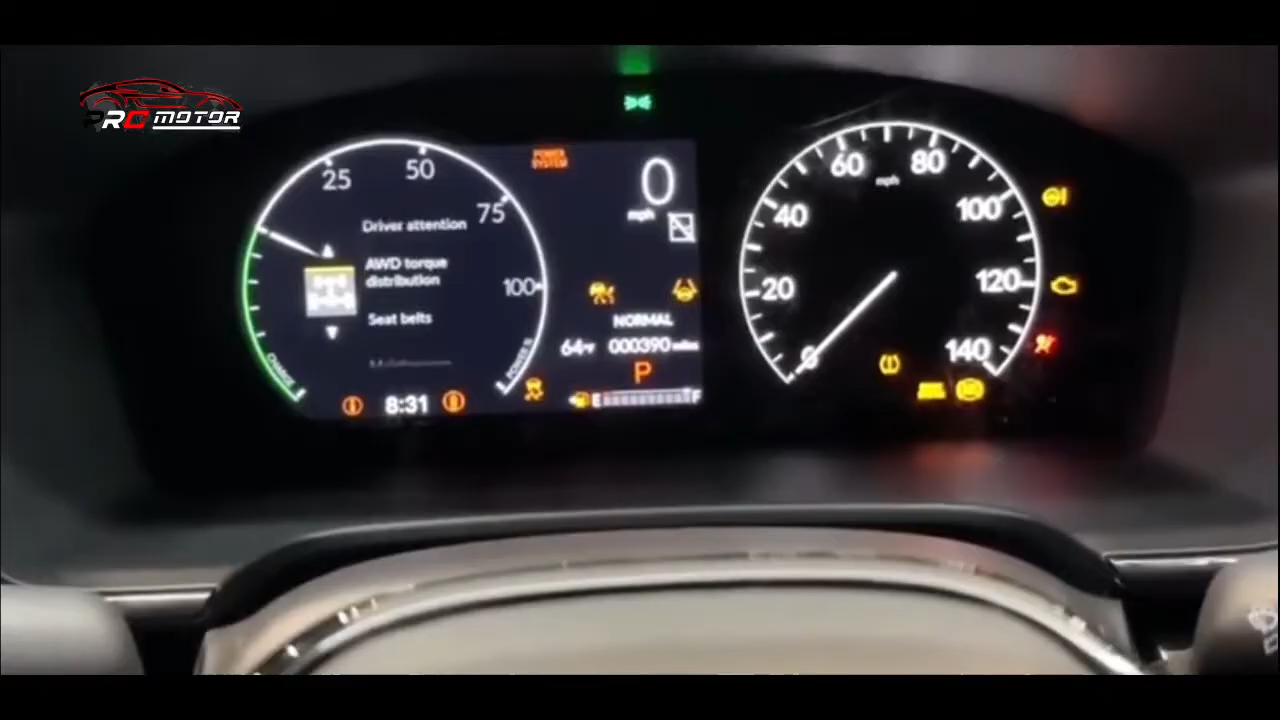 PRO MOTOR
25
50
75
100
CHARGE
POWER
Driver attention
AWD torque
distribution
Seat belts
8:31
POWER
SYSTEM
0
mph
NORMAL
64°F 000390 miles
P
E F
0
20
40
60
80
100
120
140
mph